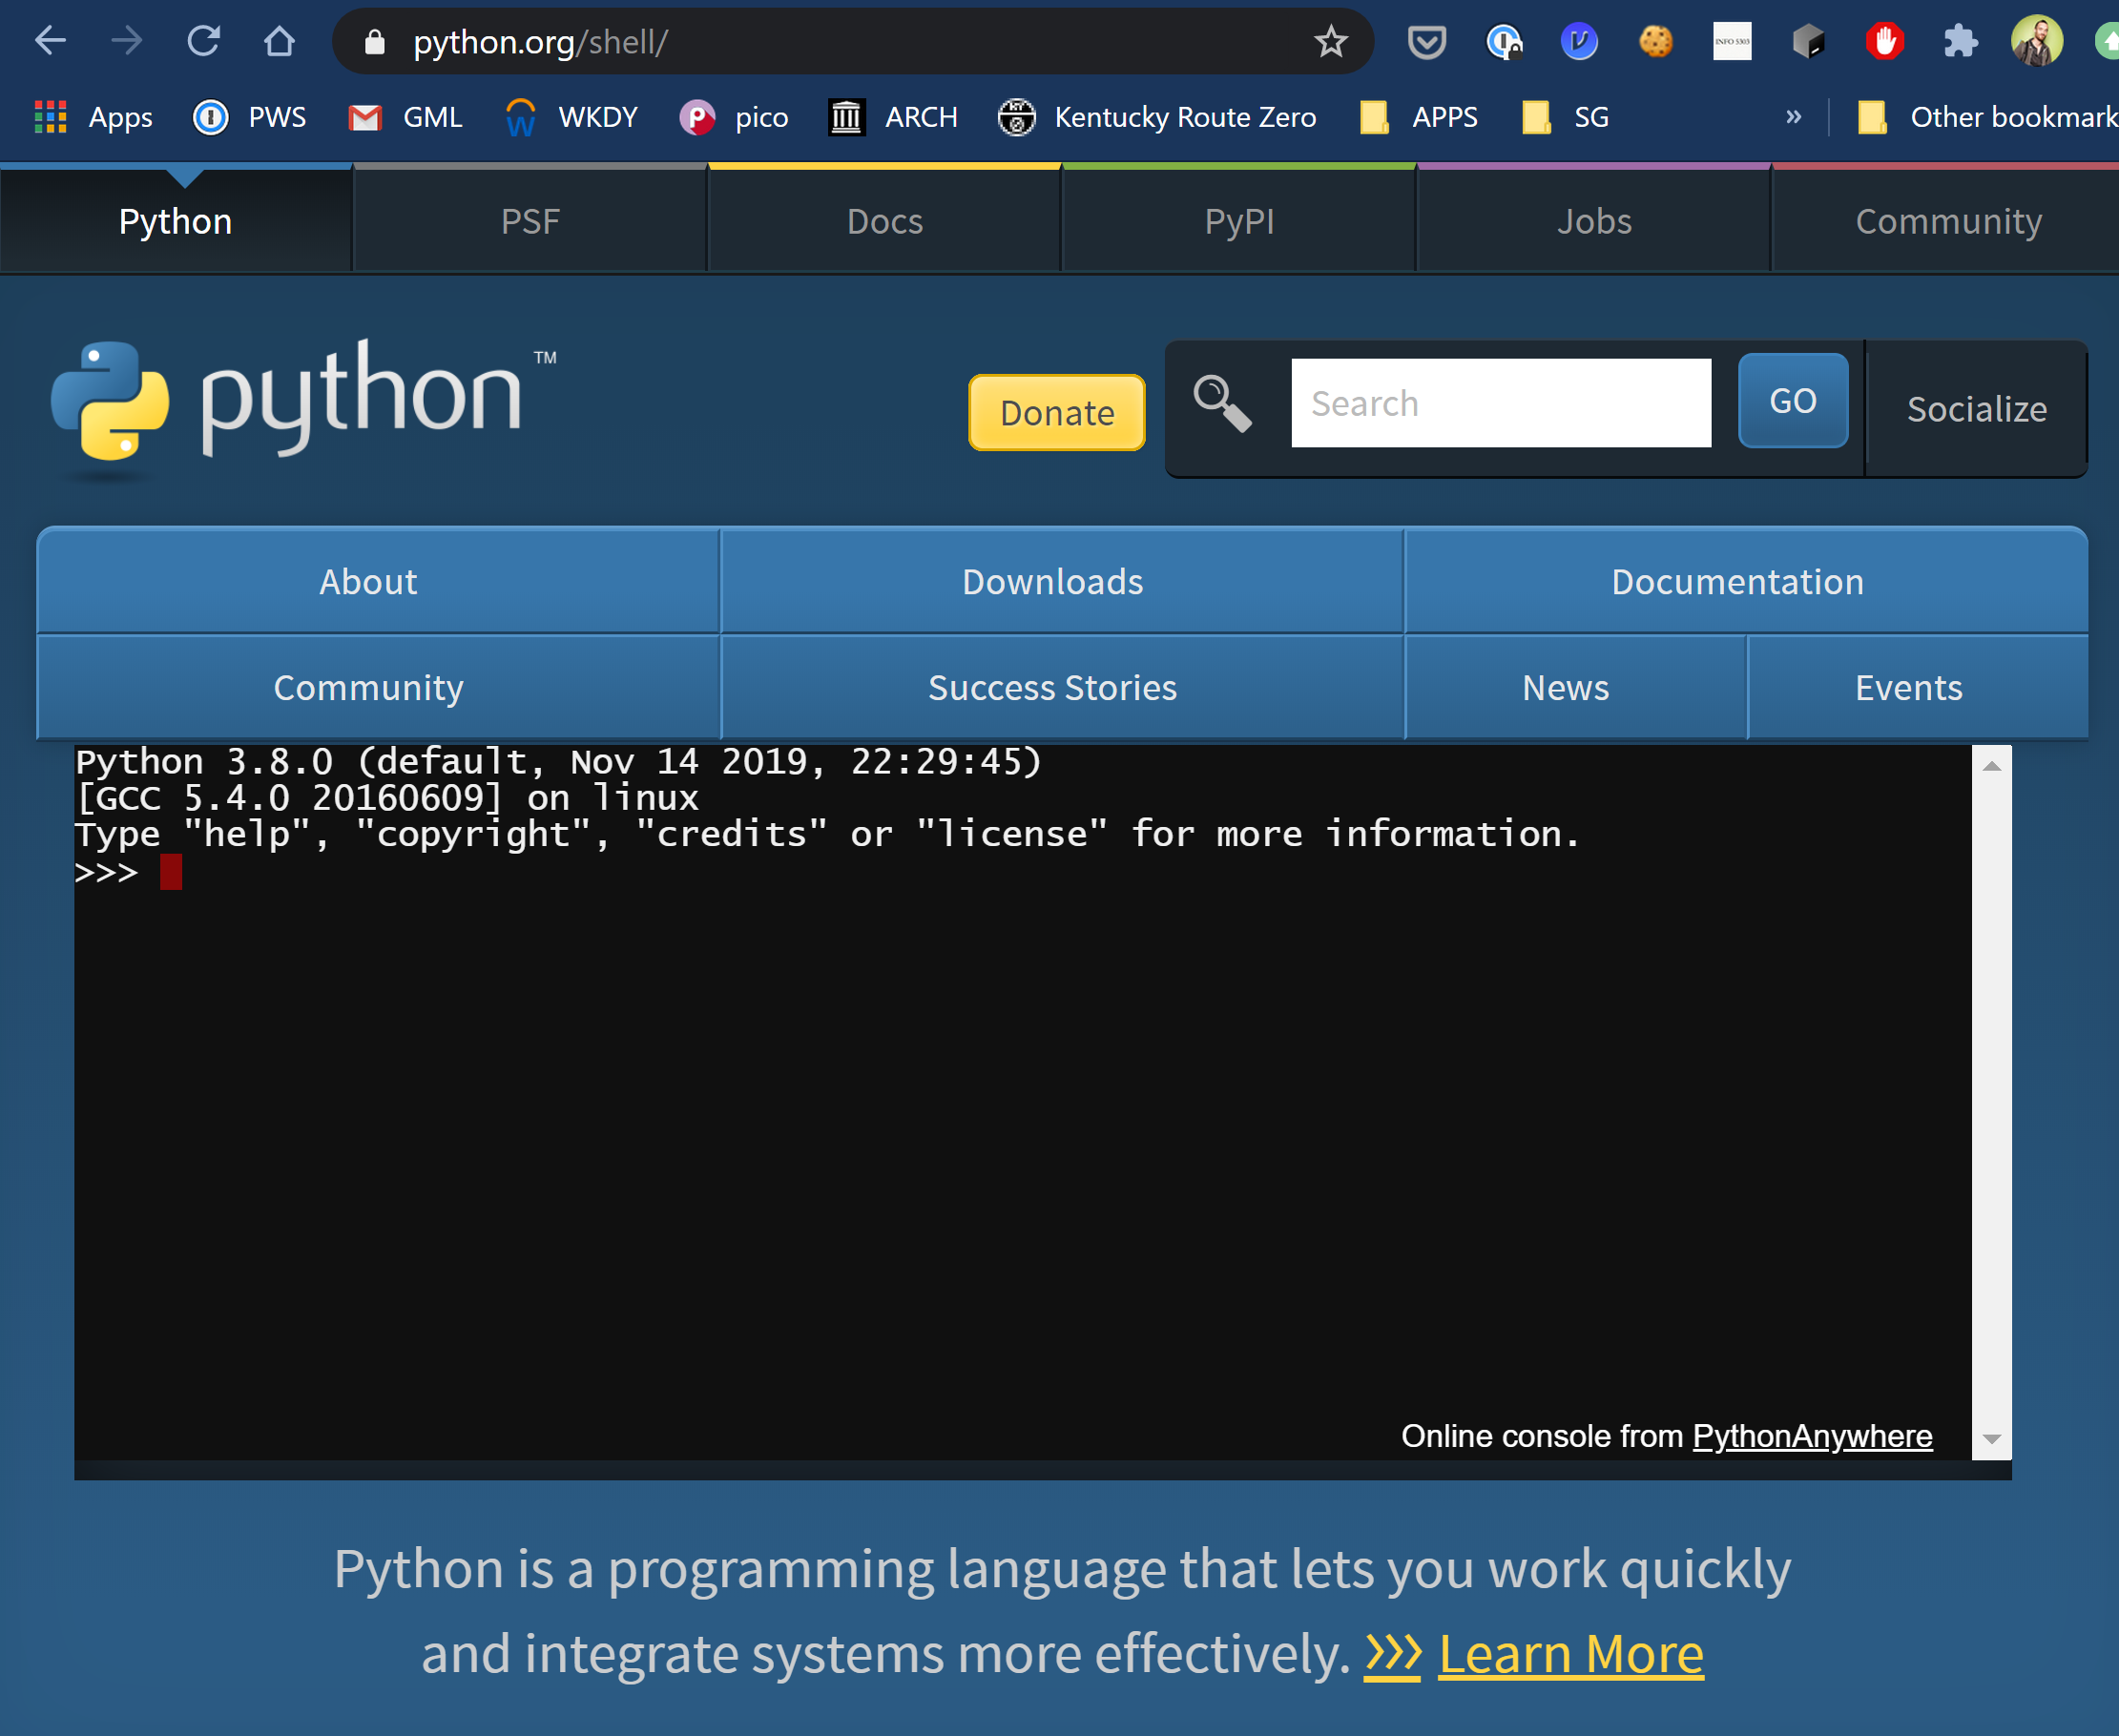 python.org/shell/
INFO 5303
Apps PWS GML WKDY pico ARCH Kentucky Route Zero APPS SG » Other bookmark
Python PSF Docs PyPI Jobs Community
python TM
Donate Search GO Socialize
About Downloads Documentation
Community Success Stories News Events
Python 3.8.0 (default, Nov 14 2019, 22:29:45)
[GCC 5.4.0 20160609] on linux
Type "help", "copyright", "credits" or "license" for more information.
>>>
Online console from PythonAnywhere
Python is a programming language that lets you work quickly
and integrate systems more effectively. >>> Learn More